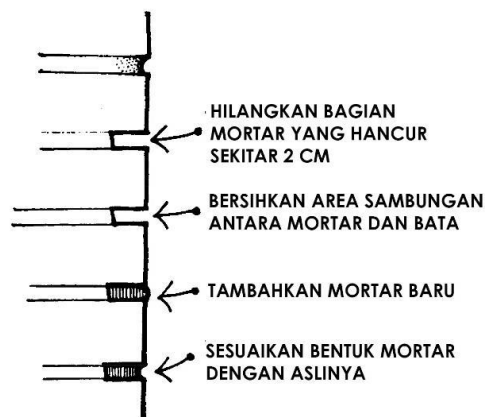 HILANGKAN BAGIAN
MORTAR YANG HANCUR
SEKITAR 2 CM
BERSIHKAN AREA SAMBUNGAN
ANTARA MORTAR DAN BATA
TAMBAHKAN MORTAR BARU
SESUAIKAN BENTUK MORTAR
DENGAN ASLINYA